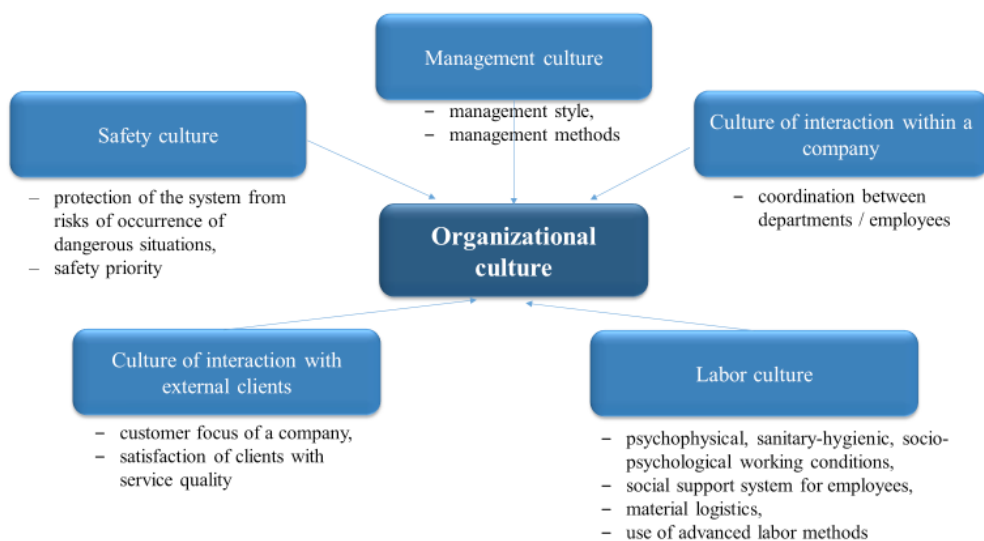 Management culture
– management style,
– management methods
Safety culture
– protection of the system from
risks of occurrence of
dangerous situations,
– safety priority
Culture of interaction within a
company
– coordination between
departments / employees
Organizational
culture
Culture of interaction with
external clients
– customer focus of a company,
– satisfaction of clients with
service quality
Labor culture
– psychophysical, sanitary-hygienic, socio-
psychological working conditions,
– social support system for employees,
– material logistics,
– use of advanced labor methods